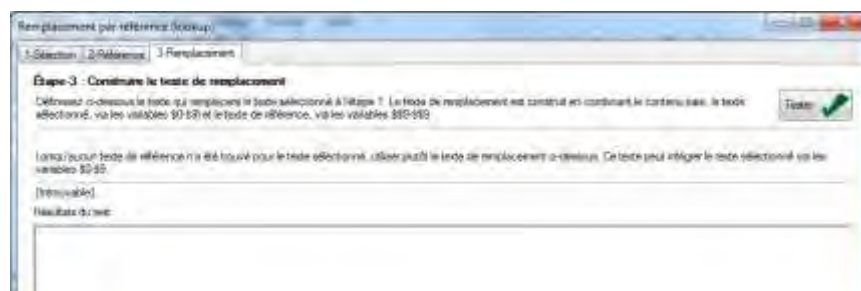 Remplacement par référence (lookup)
1-Sélection 2-Référence 3-Remplacement
Étape-3 : Construire le texte de remplacement
Définissez ci-dessous le texte qui remplacera le texte sélectionné à l'étape 1. Le texte de remplacement est construit en combinant le contenu saisi, le texte
sélectionné, via les variables $0-$9 et le texte de référence, via les variables
Tester
Lorsqu'aucun texte de référence n'a été trouvé pour le texte sélectionné, utiliser plutôt le texte de remplacement ci-dessous. Ce texte peut intégrer le texte sélectionné via les
variables $0-$9.
[Introuvable]
Résultats du test: